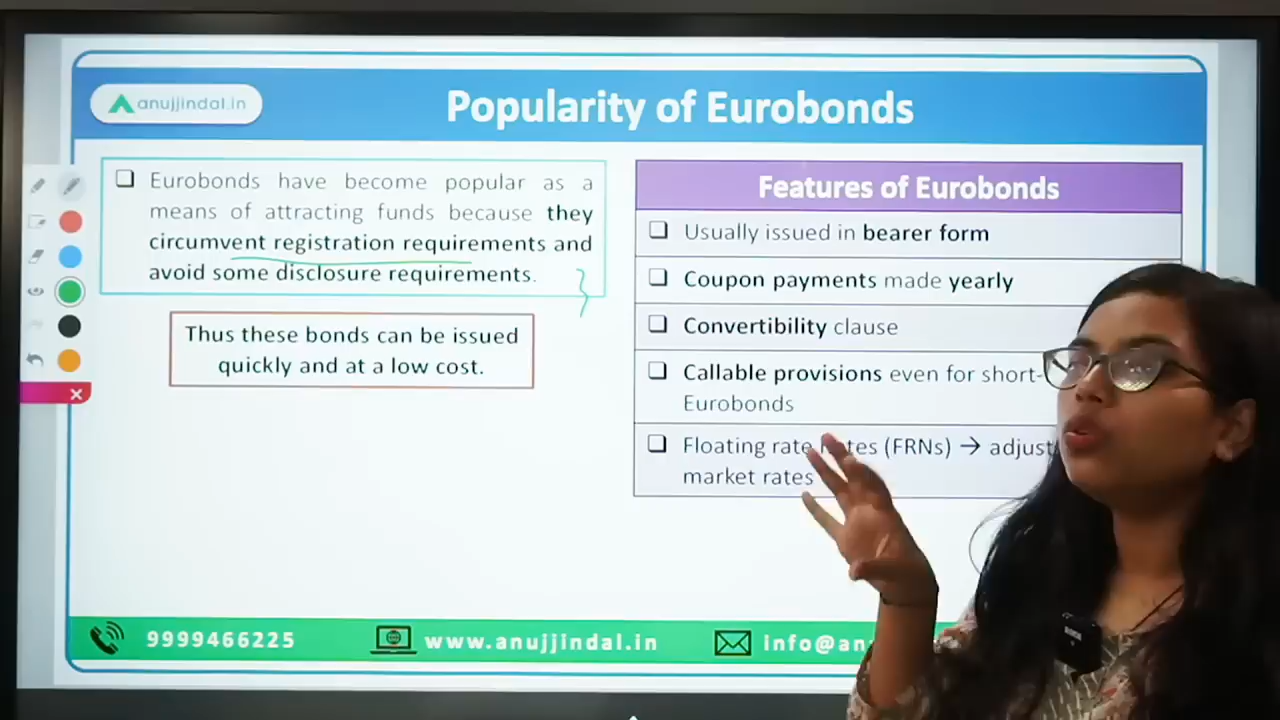 anujjindal.in
Popularity of Eurobonds
Eurobonds have become popular as a
means of attracting funds because they
circumvent registration requirements and
avoid some disclosure requirements.
Thus these bonds can be issued
quickly and at a low cost.
Features of Eurobonds
Usually issued in bearer form
Coupon payments made yearly
Convertibility clause
Callable provisions even for short-
Eurobonds
Floating rate (FRNs) → adjust
market rates
9999466225
www.anujjindal.in
info@an